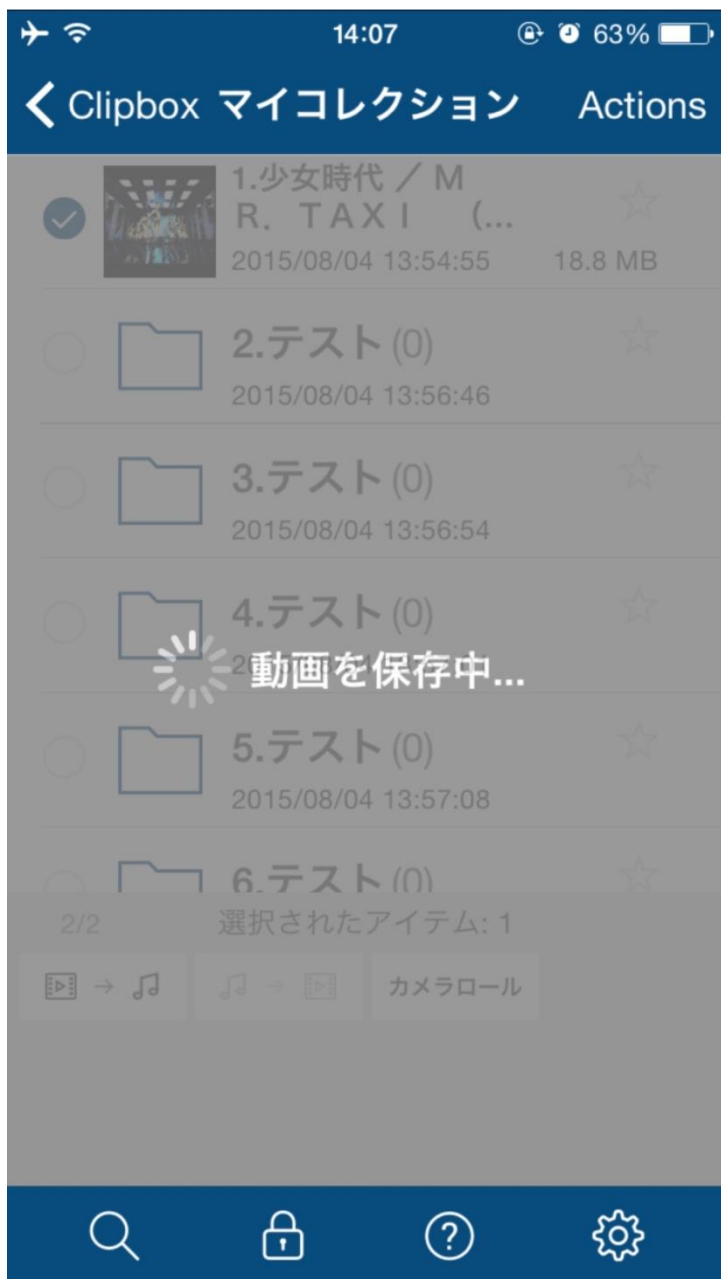 14:07 63%
Clipbox マイコレクション Actions
1.少女時代 ／ M
R. TAXI (...
2015/08/04 13:54:55 18.8 MB
2.テスト (0)
2015/08/04 13:56:46
3.テスト (0)
2015/08/04 13:56:54
4.テスト (0)
動画を保存中...
5.テスト (0)
2015/08/04 13:57:08
6.テスト (0)
2/2 選択されたアイテム: 1
カメラロール